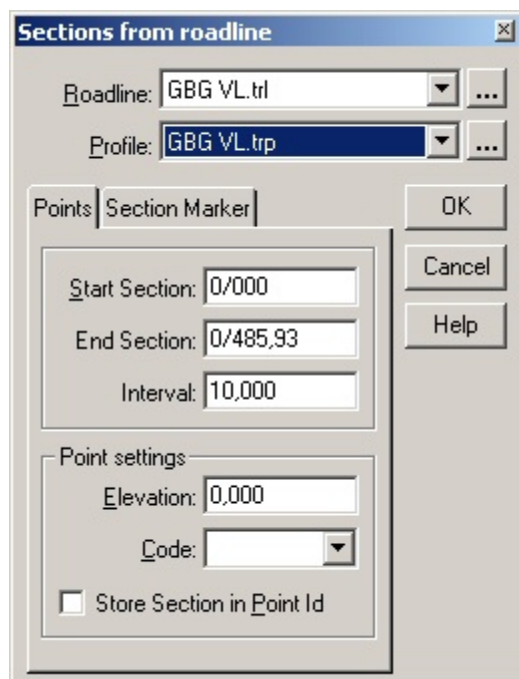 Sections from roadline
Roadline: GBG VL.trl ...
Profile: GBG VL.trp ...
Points Section Marker OK
Cancel
Help
Start Section: 0/000
End Section: 0/485,93
Interval: 10,000
Point settings
Elevation: 0,000
Code:
Store Section in Point Id